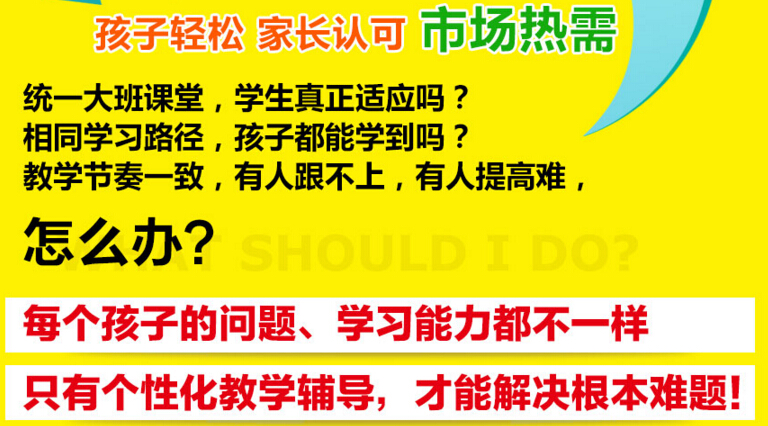 孩子轻松 家长认可 市场热需
统一大班课堂，学生真正适应吗？
相同学习路径，孩子都能学到吗？
教学节奏一致，有人跟不上，有人提高难，
怎么办?
WHAT SHOULD I DO?
每个孩子的问题、学习能力都不一样
只有个性化教学辅导，才能解决根本难题!